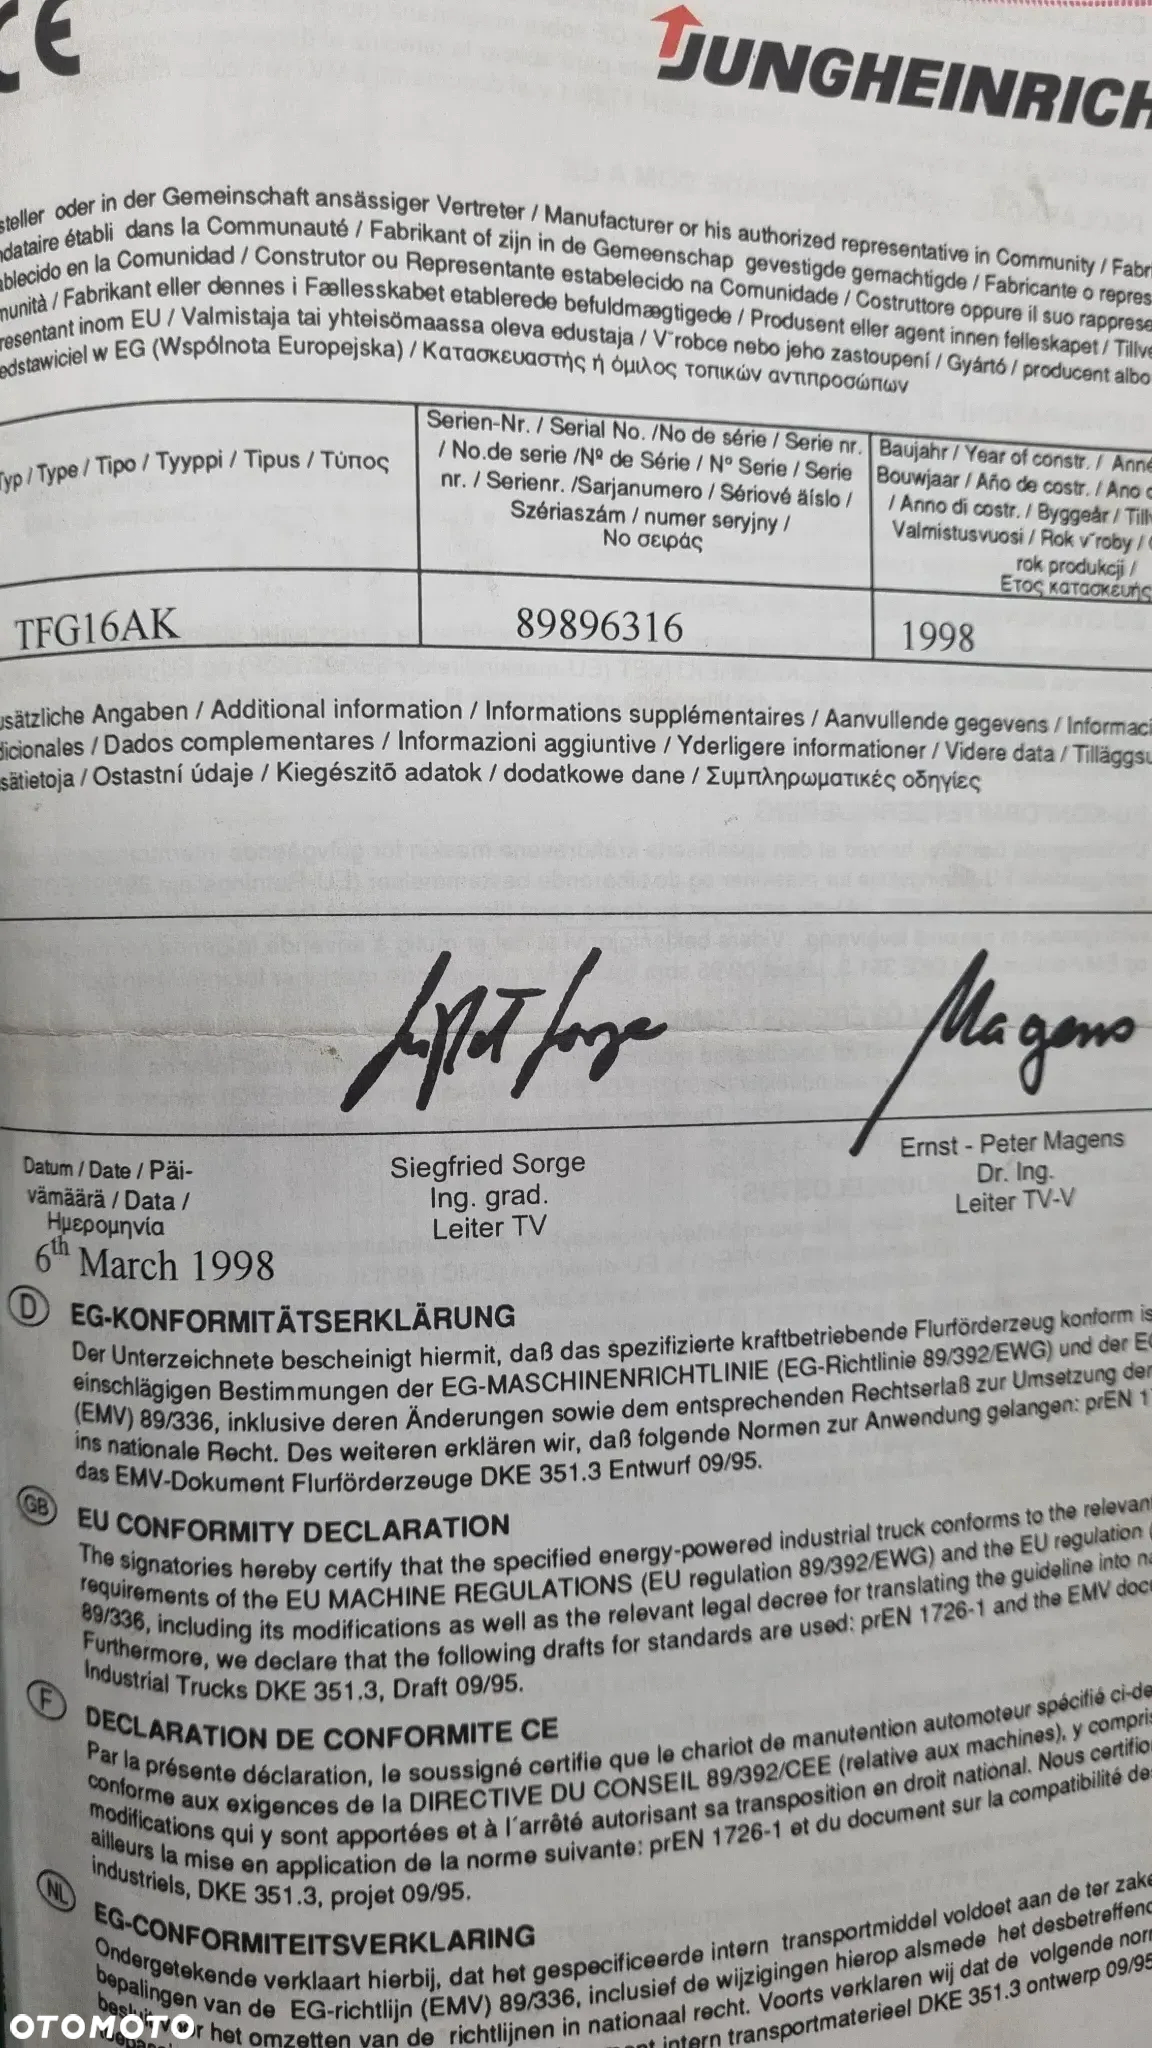 CE
JUNGHEINRICH
steller oder in der Gemeinschaft ansässiger Vertreter / Manufacturer or his authorized representative in Community / Fabri
ndataire établi dans la Communauté / Fabrikant of zijn in de Gemeenschap gevestigde gemachtigde / Fabricante o repres
ablecido en la Comunidad / Construtor ou Representante estabelecido na Comunidade / Costruttore oppure il suo rapprese
munità / Fabrikant eller dennes i Fællesskabet etablerede befuldmægtigede / Produsent eller agent innen felleskapet / Tillve
resentant inom EU / Valmistaja tai yhteisömaassa oleva edustaja / V˝robce nebo jeho zastoupení / Gyártó / producent albo
edstawiciel w EG (Wspólnota Europejska) / Κατασκευαστής ή όμιλος τοπικών αντιπροσώπων
Typ / Type / Tipo / Tyyppi / Tipus / Τύπος
Serien-Nr. / Serial No. /No de série / Serie nr.
/ No.de serie /Nº de Série / N° Serie / Serie
nr. / Serienr. /Sarjanumero / Sériové äíslo /
Szériaszám / numer seryjny /
No σειράς
Baujahr / Year of constr. / Anné
Bouwjaar / Año de costr. / Ano d
/ Anno di costr. / Byggeår / Tillv
Valmistusvuosi / Rok v˝roby /
rok produkcji /
Ετος κατασκευής
TFG16AK
89896316
1998
usätzliche Angaben / Additional information / Informations supplémentaires / Aanvullende gegevens / Informaci
dicionales / Dados complementares / Informazioni aggiuntive / Yderligere informationer / Videre data / Tilläggsu
sätietoja / Ostastní údaje / Kiegészitõ adatok / dodatkowe dane / Συμπληρωματικές οδηγίες
Sorge
Magens
Datum / Date / Päi-
vämäärä / Data /
Ημερομηνία
6th March 1998
Siegfried Sorge
Ing. grad.
Leiter TV
Ernst - Peter Magens
Dr. Ing.
Leiter TV-V
D EG-KONFORMITÄTSERKLÄRUNG
Der Unterzeichnete bescheinigt hiermit, daß das spezifizierte kraftbetriebende Flurförderzeug konform is
einschlägigen Bestimmungen der EG-MASCHINENRICHTLINIE (EG-Richtlinie 89/392/EWG) und der EG
(EMV) 89/336, inklusive deren Änderungen sowie dem entsprechenden Rechtserlaß zur Umsetzung der
ins nationale Recht. Des weiteren erklären wir, daß folgende Normen zur Anwendung gelangen: prEN 17
das EMV-Dokument Flurförderzeuge DKE 351.3 Entwurf 09/95.
GB EU CONFORMITY DECLARATION
The signatories hereby certify that the specified energy-powered industrial truck conforms to the relevant
requirements of the EU MACHINE REGULATIONS (EU regulation 89/392/EWG) and the EU regulation (
89/336, including its modifications as well as the relevant legal decree for translating the guideline into na
Furthermore, we declare that the following drafts for standards are used: prEN 1726-1 and the EMV docu
Industrial Trucks DKE 351.3, Draft 09/95.
F DECLARATION DE CONFORMITE CE
Par la présente déclaration, le soussigné certifie que le chariot de manutention automoteur spécifié ci-de
conforme aux exigences de la DIRECTIVE DU CONSEIL 89/392/CEE (relative aux machines), y compris
modifications qui y sont apportées et à l´arrêté autorisant sa transposition en droit national. Nous certifio
ailleurs la mise en application de la norme suivante: prEN 1726-1 et du document sur la compatibilité de
industriels, DKE 351.3, projet 09/95.
NL EG-CONFORMITEITSVERKLARING
Ondergetekende verklaart hierbij, dat het gespecificeerde intern transportmiddel voldoet aan de ter zake
bepalingen van de EG-richtlijn (EMV) 89/336, inclusief de wijzigingen hierop alsmede het desbetreffend
besluit voor het omzetten van de richtlijnen in nationaal recht. Voorts verklaren wij dat de volgende norm
intern transportmaterieel DKE 351.3 ontwerp 09/95
OTOMOTO